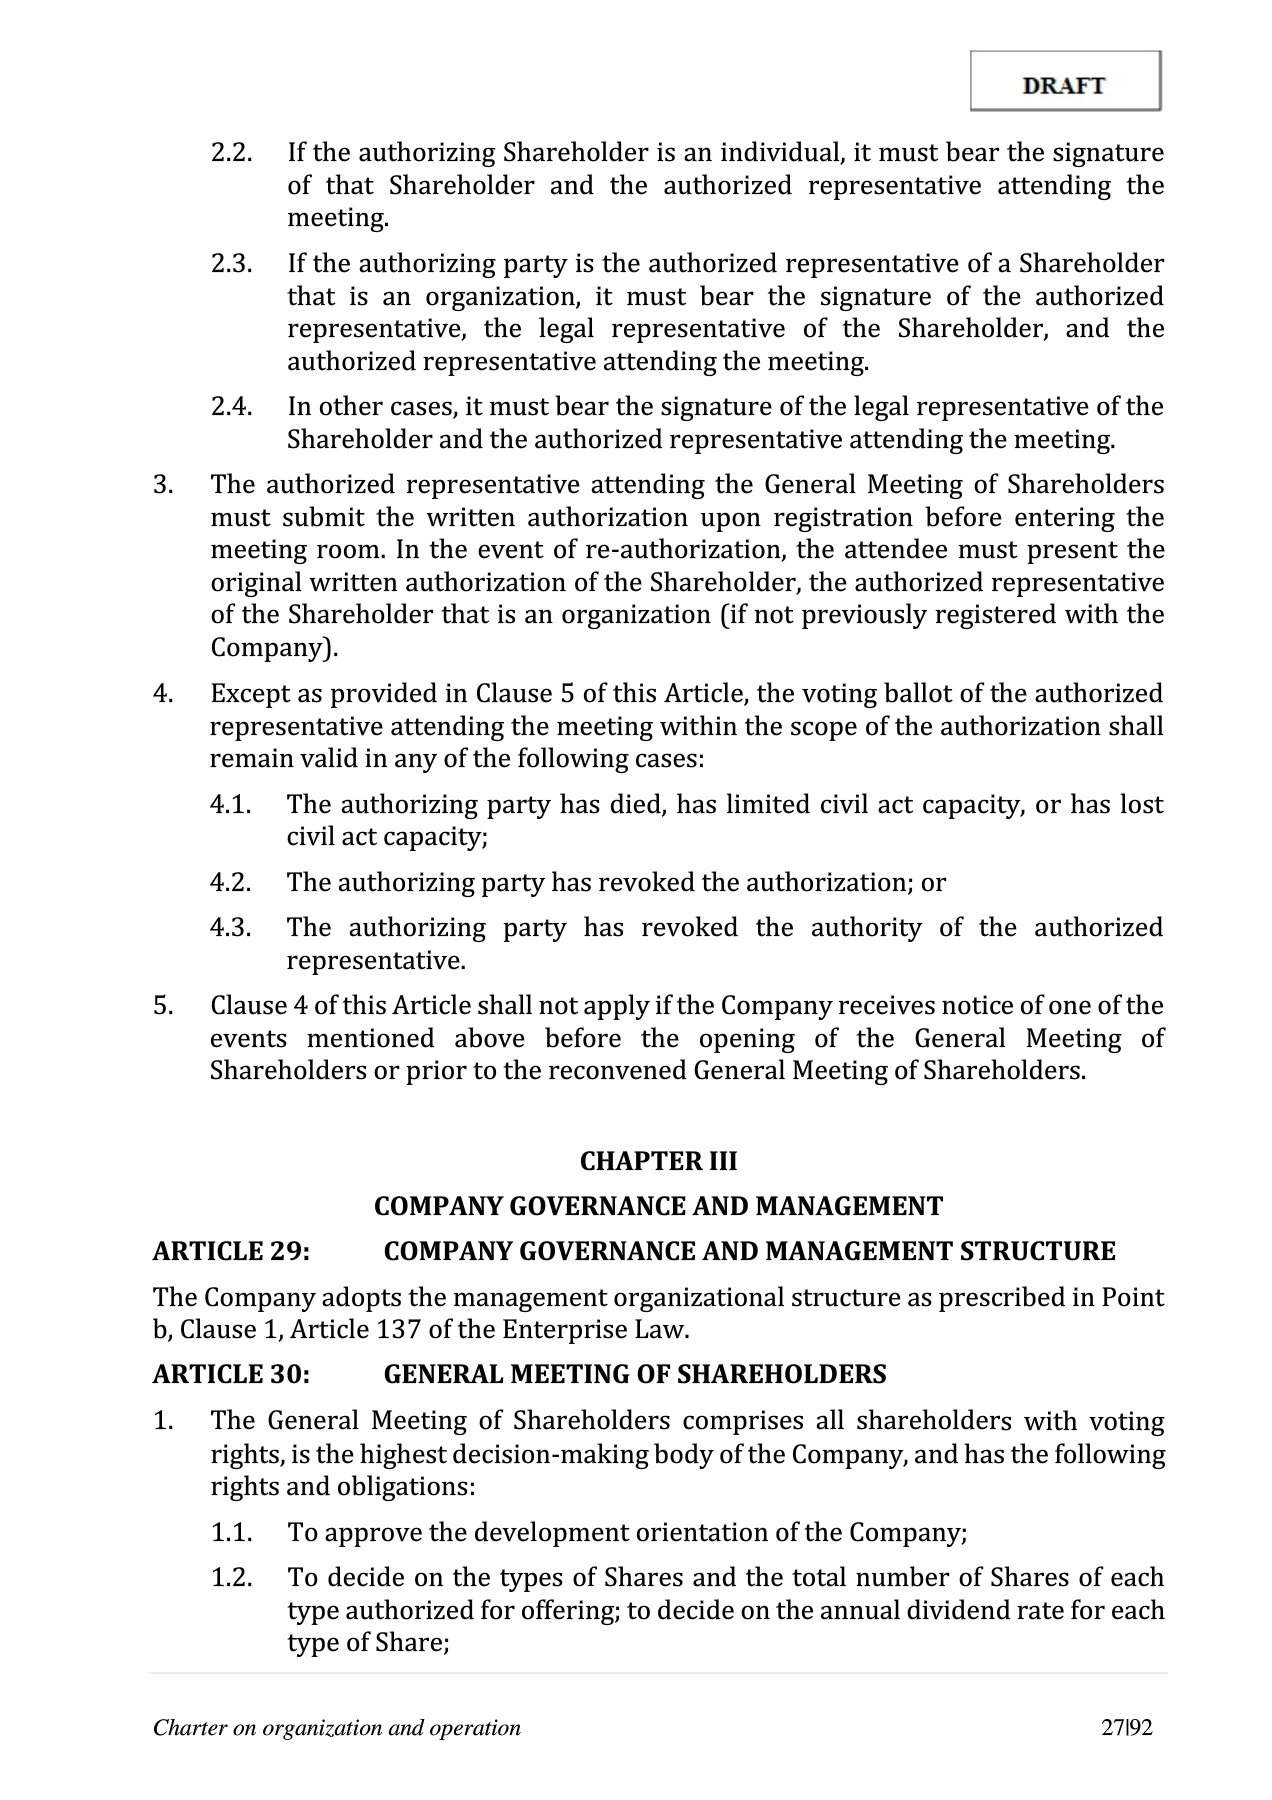 DRAFT
2.2. If the authorizing Shareholder is an individual, it must bear the signature
of that Shareholder and the authorized representative attending the
meeting.
2.3. If the authorizing party is the authorized representative of a Shareholder
that is an organization, it must bear the signature of the authorized
representative, the legal representative of the Shareholder, and the
authorized representative attending the meeting.
2.4. In other cases, it must bear the signature of the legal representative of the
Shareholder and the authorized representative attending the meeting.
3. The authorized representative attending the General Meeting of Shareholders
must submit the written authorization upon registration before entering the
meeting room. In the event of re-authorization, the attendee must present the
original written authorization of the Shareholder, the authorized representative
of the Shareholder that is an organization (if not previously registered with the
Company).
4. Except as provided in Clause 5 of this Article, the voting ballot of the authorized
representative attending the meeting within the scope of the authorization shall
remain valid in any of the following cases:
4.1. The authorizing party has died, has limited civil act capacity, or has lost
civil act capacity;
4.2. The authorizing party has revoked the authorization; or
4.3. The authorizing party has revoked the authority of the authorized
representative.
5. Clause 4 of this Article shall not apply if the Company receives notice of one of the
events mentioned above before the opening of the General Meeting of
Shareholders or prior to the reconvened General Meeting of Shareholders.
CHAPTER III
COMPANY GOVERNANCE AND MANAGEMENT
ARTICLE 29: COMPANY GOVERNANCE AND MANAGEMENT STRUCTURE
The Company adopts the management organizational structure as prescribed in Point
b, Clause 1, Article 137 of the Enterprise Law.
ARTICLE 30: GENERAL MEETING OF SHAREHOLDERS
1. The General Meeting of Shareholders comprises all shareholders with voting
rights, is the highest decision-making body of the Company, and has the following
rights and obligations:
1.1. To approve the development orientation of the Company;
1.2. To decide on the types of Shares and the total number of Shares of each
type authorized for offering; to decide on the annual dividend rate for each
type of Share;
Charter on organization and operation 27|92